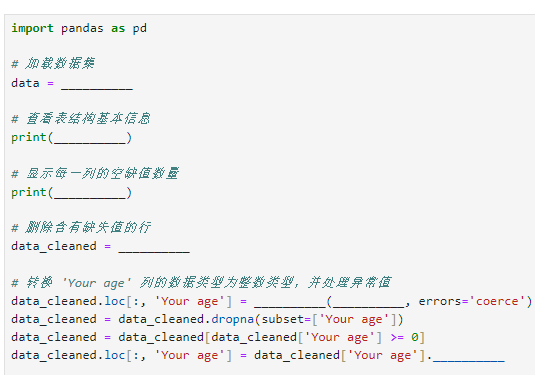 import pandas as pd
# 加载数据集
data = __________
# 查看表结构基本信息
print(__________)
# 显示每一列的空缺值数量
print(__________)
# 删除含有缺失值的行
data_cleaned = __________
# 转换 'Your age' 列的数据类型为整数类型，并处理异常值
data_cleaned.loc[:, 'Your age'] = __________(__________, errors='coerce')
data_cleaned = data_cleaned.dropna(subset=['Your age'])
data_cleaned = data_cleaned[data_cleaned['Your age'] >= 0]
data_cleaned.loc[:, 'Your age'] = data_cleaned['Your age'].__________